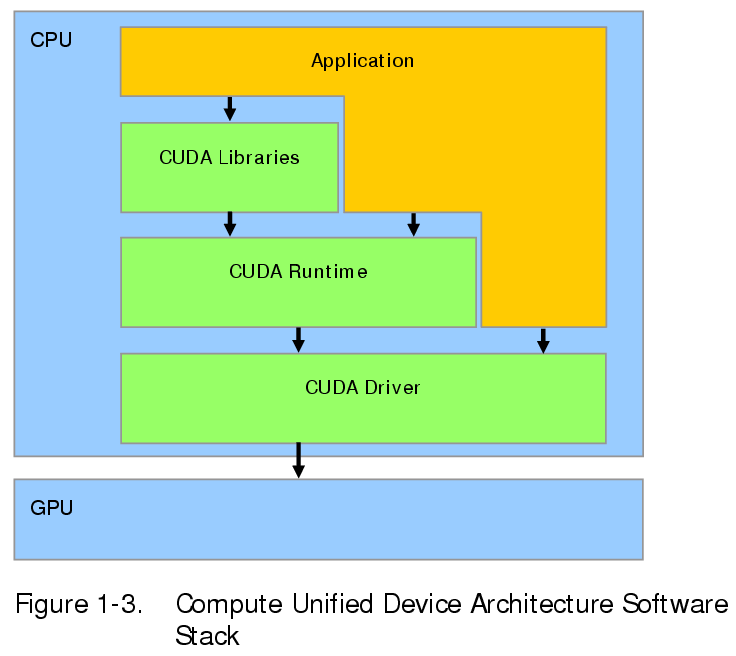 CPU
Application
CUDA Libraries
CUDA Runtime
CUDA Driver
GPU
Figure 1-3. Compute Unified Device Architecture Software
Stack